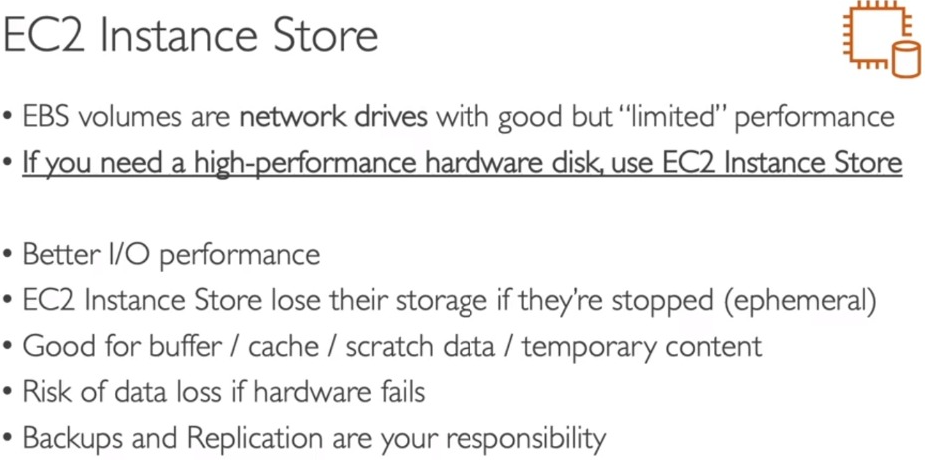 EC2 Instance Store
• EBS volumes are network drives with good but “limited” performance
• If you need a high-performance hardware disk, use EC2 Instance Store
• Better I/O performance
• EC2 Instance Store lose their storage if they’re stopped (ephemeral)
• Good for buffer / cache / scratch data / temporary content
• Risk of data loss if hardware fails
• Backups and Replication are your responsibility